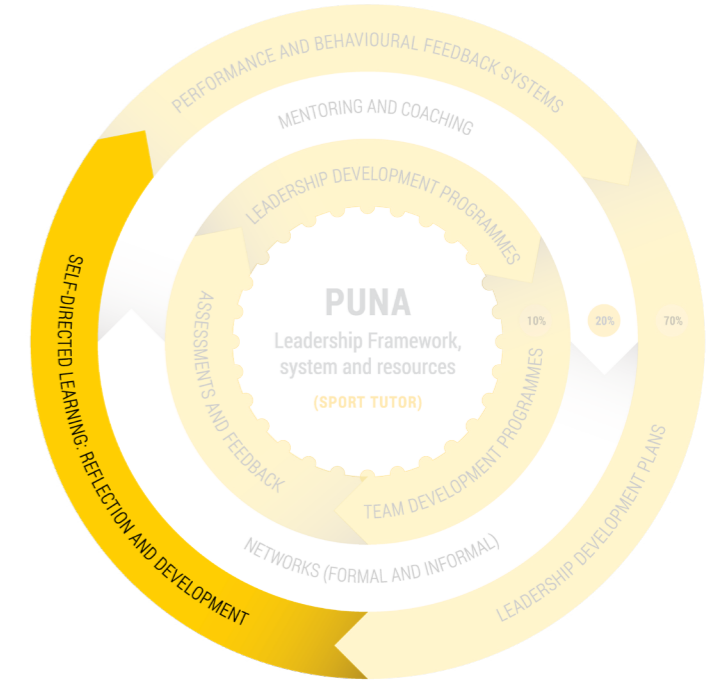 PERFORMANCE AND BEHAVIOURAL FEEDBACK SYSTEMS
MENTORING AND COACHING
LEADERSHIP DEVELOPMENT PROGRAMMES
SELF-DIRECTED LEARNING: REFLECTION AND DEVELOPMENT
ASSESSMENTS AND FEEDBACK
PUNA
Leadership Framework,
system and resources
(SPORT TUTOR)
10%
20%
70%
TEAM DEVELOPMENT PROGRAMMES
NETWORKS (FORMAL AND INFORMAL)
LEADERSHIP DEVELOPMENT PLANS